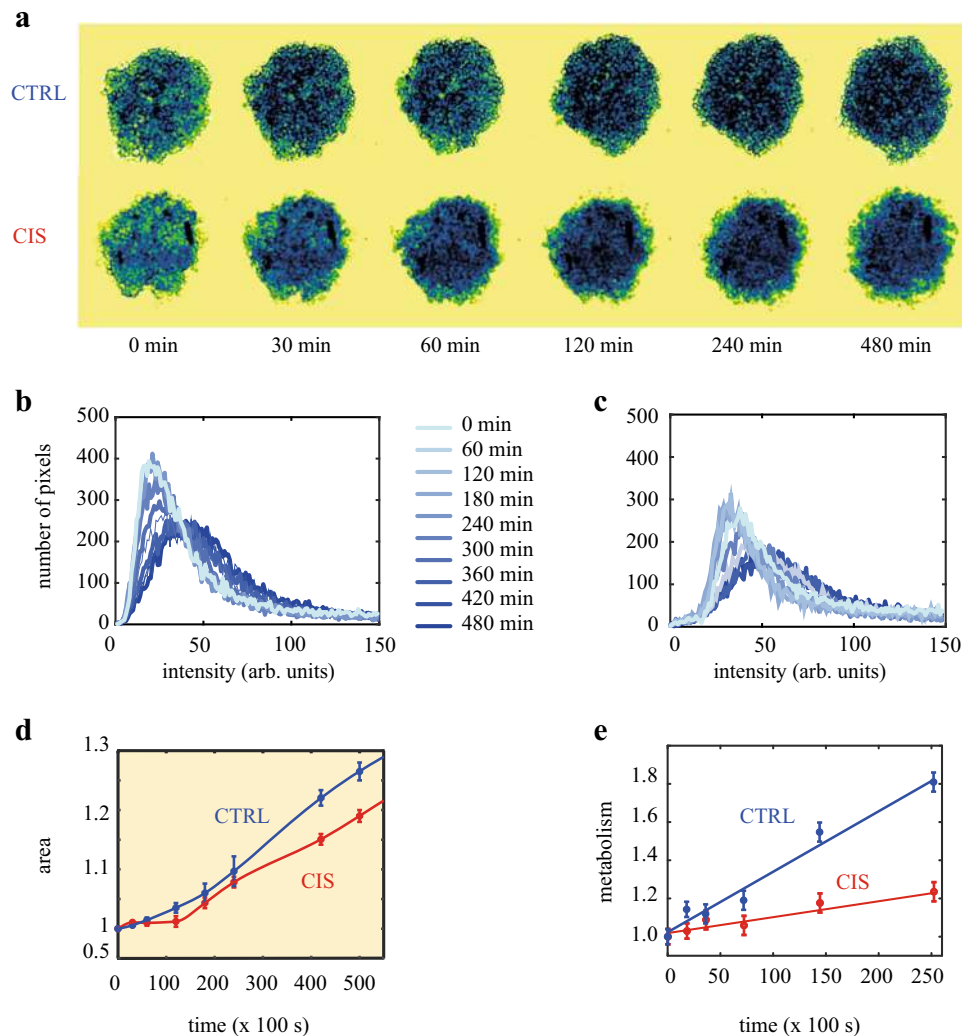 a
CTRL
CIS
0 min 30 min 60 min 120 min 240 min 480 min
b
500
400
300
200
100
0
0 50 100 150
number of pixels
intensity (arb. units)
0 min
60 min
120 min
180 min
240 min
300 min
360 min
420 min
480 min
c
500
400
300
200
100
0
0 50 100 150
intensity (arb. units)
d
1.3
1.2
1.1
1
0.5
0 100 200 300 400 500
area
CTRL
CIS
time (x 100 s)
e
1.8
1.6
1.4
1.2
1.0
0 50 100 150 200 250
metabolism
CTRL
CIS
time (x 100 s)